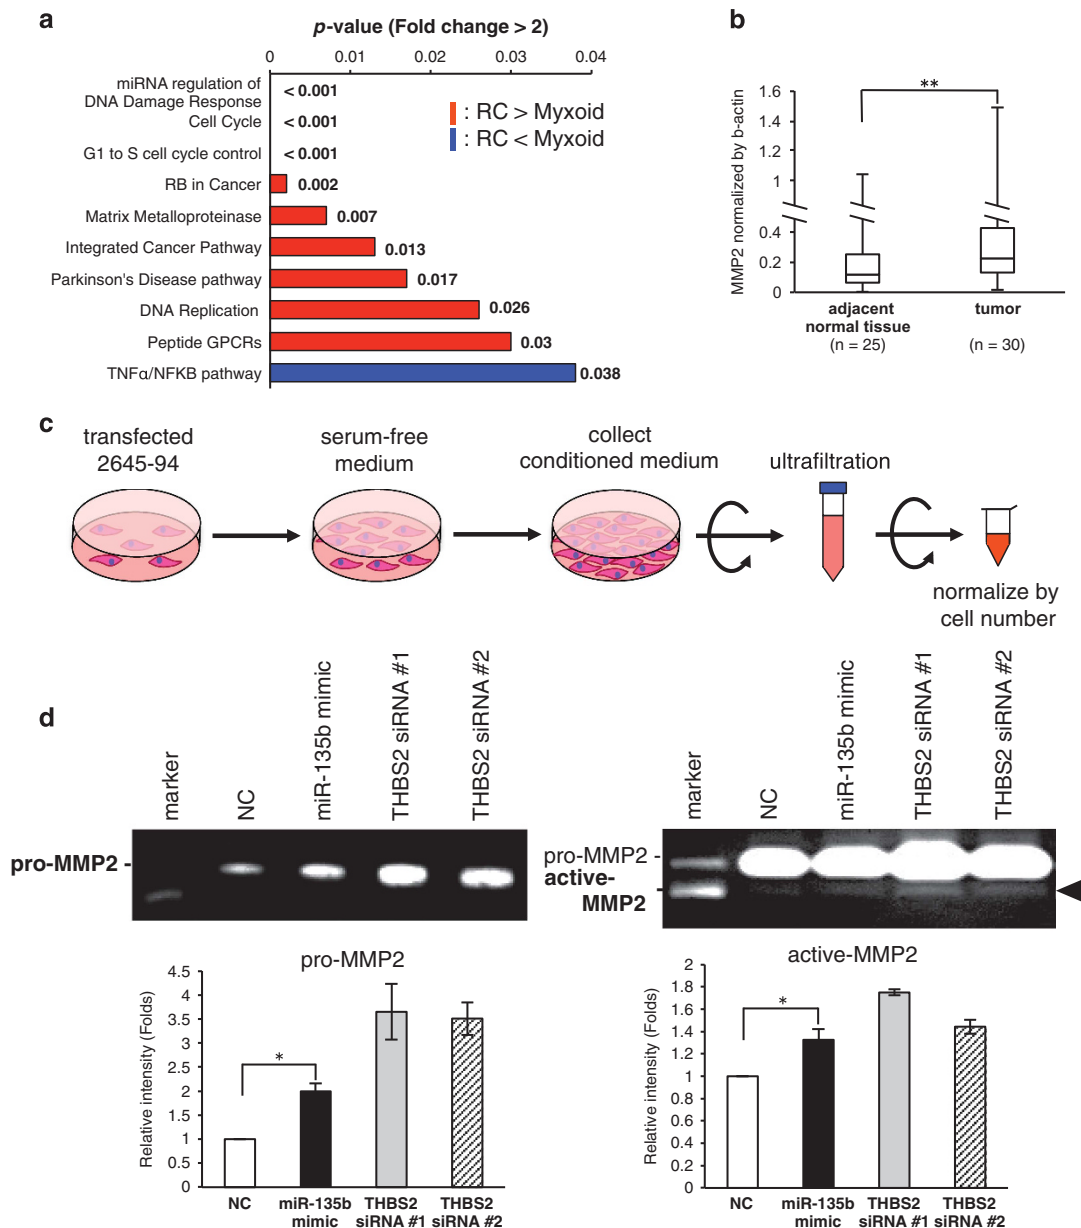 a
p-value (Fold change > 2)
0 0.01 0.02 0.03 0.04
miRNA regulation of
DNA Damage Response
< 0.001
Cell Cycle
< 0.001
G1 to S cell cycle control
< 0.001
RB in Cancer
0.002
Matrix Metalloproteinase
0.007
Integrated Cancer Pathway
0.013
Parkinson's Disease pathway
0.017
DNA Replication
0.026
Peptide GPCRs
0.03
TNFα/NFKB pathway
0.038
: RC > Myxoid
: RC < Myxoid
b
MMP2 normalized by b-actin
1.6
1.4
1.2
1
0.4
0.2
0
**
adjacent
normal tissue
(n = 25)
tumor
(n = 30)
c
transfected
2645-94
serum-free
medium
collect
conditioned medium
ultrafiltration
normalize by
cell number
d
marker
NC
miR-135b mimic
THBS2 siRNA #1
THBS2 siRNA #2
pro-MMP2 -
marker
NC
miR-135b mimic
THBS2 siRNA #1
THBS2 siRNA #2
pro-MMP2 -
active-
MMP2
pro-MMP2
Relative intensity (Folds)
4.5
4
3.5
3
2.5
2
1.5
1
0.5
0
*
NC
miR-135b
mimic
THBS2
siRNA #1
THBS2
siRNA #2
active-MMP2
Relative intensity (Folds)
2
1.8
1.6
1.4
1.2
1
0.8
0.6
0.4
0.2
0
*
NC
miR-135b
mimic
THBS2
siRNA #1
THBS2
siRNA #2